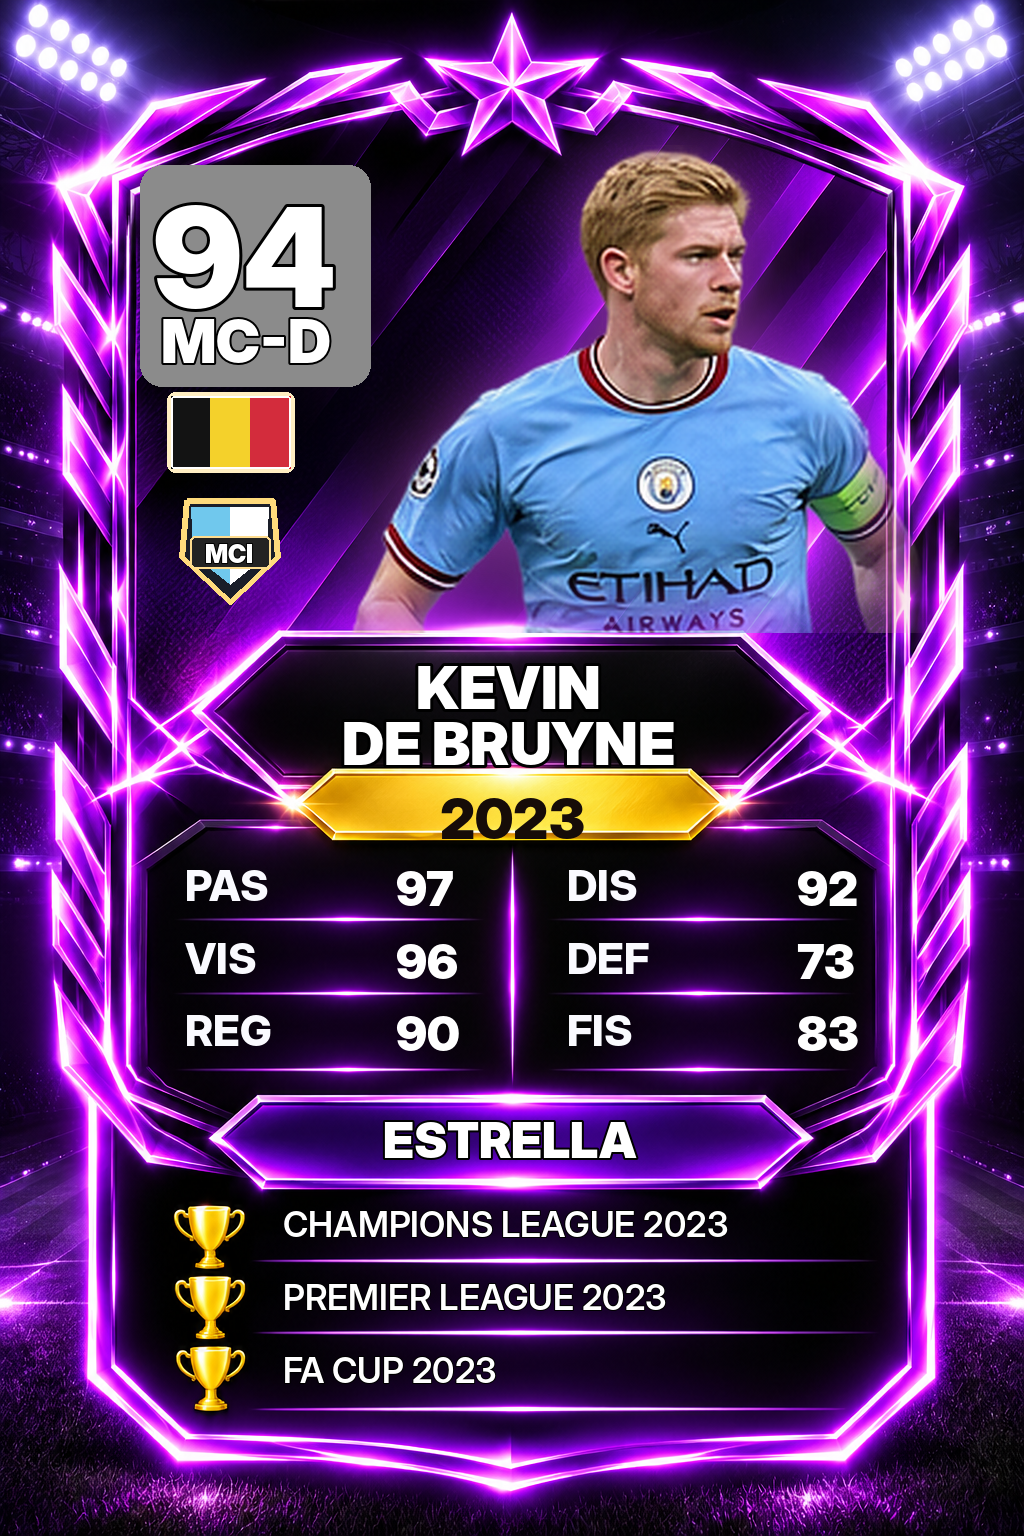 94
MC-D
MCI
ETIHAD
AIRWAYS
KEVIN
DE BRUYNE
2023
PAS 97 DIS 92
VIS 96 DEF 73
REG 90 FIS 83
ESTRELLA
CHAMPIONS LEAGUE 2023
PREMIER LEAGUE 2023
FA CUP 2023